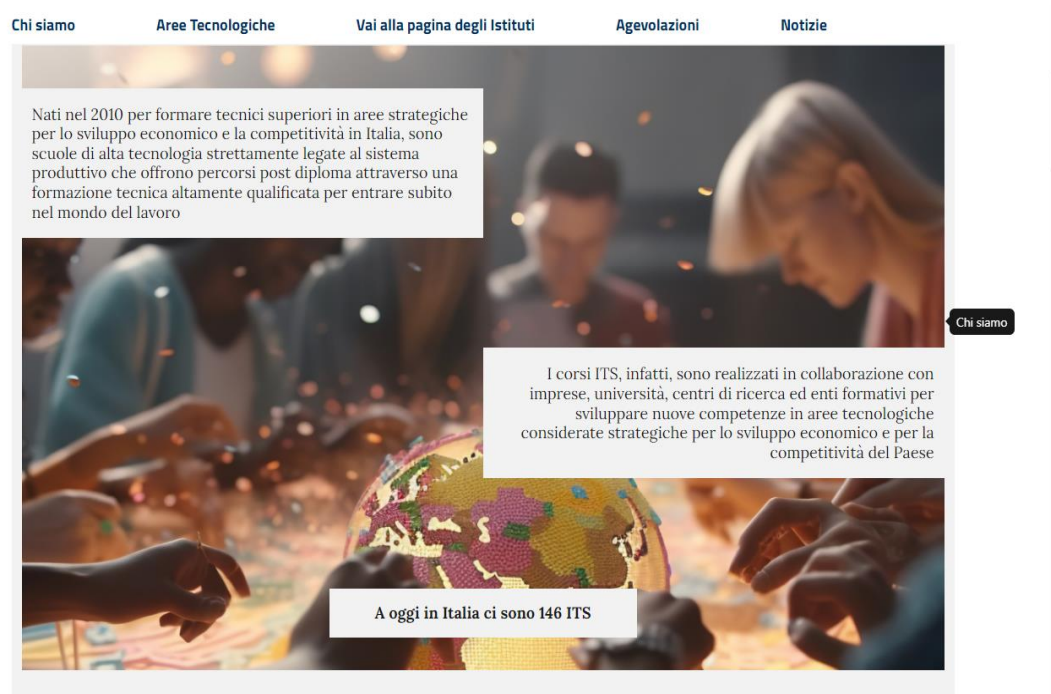 Chi siamo Aree Tecnologiche Vai alla pagina degli Istituti Agevolazioni Notizie
Nati nel 2010 per formare tecnici superiori in aree strategiche
per lo sviluppo economico e la competitività in Italia, sono
scuole di alta tecnologia strettamente legate al sistema
produttivo che offrono percorsi post diploma attraverso una
formazione tecnica altamente qualificata per entrare subito
nel mondo del lavoro
Chi siamo
I corsi ITS, infatti, sono realizzati in collaborazione con
imprese, università, centri di ricerca ed enti formativi per
sviluppare nuove competenze in aree tecnologiche
considerate strategiche per lo sviluppo economico e per la
competitività del Paese
A oggi in Italia ci sono 146 ITS